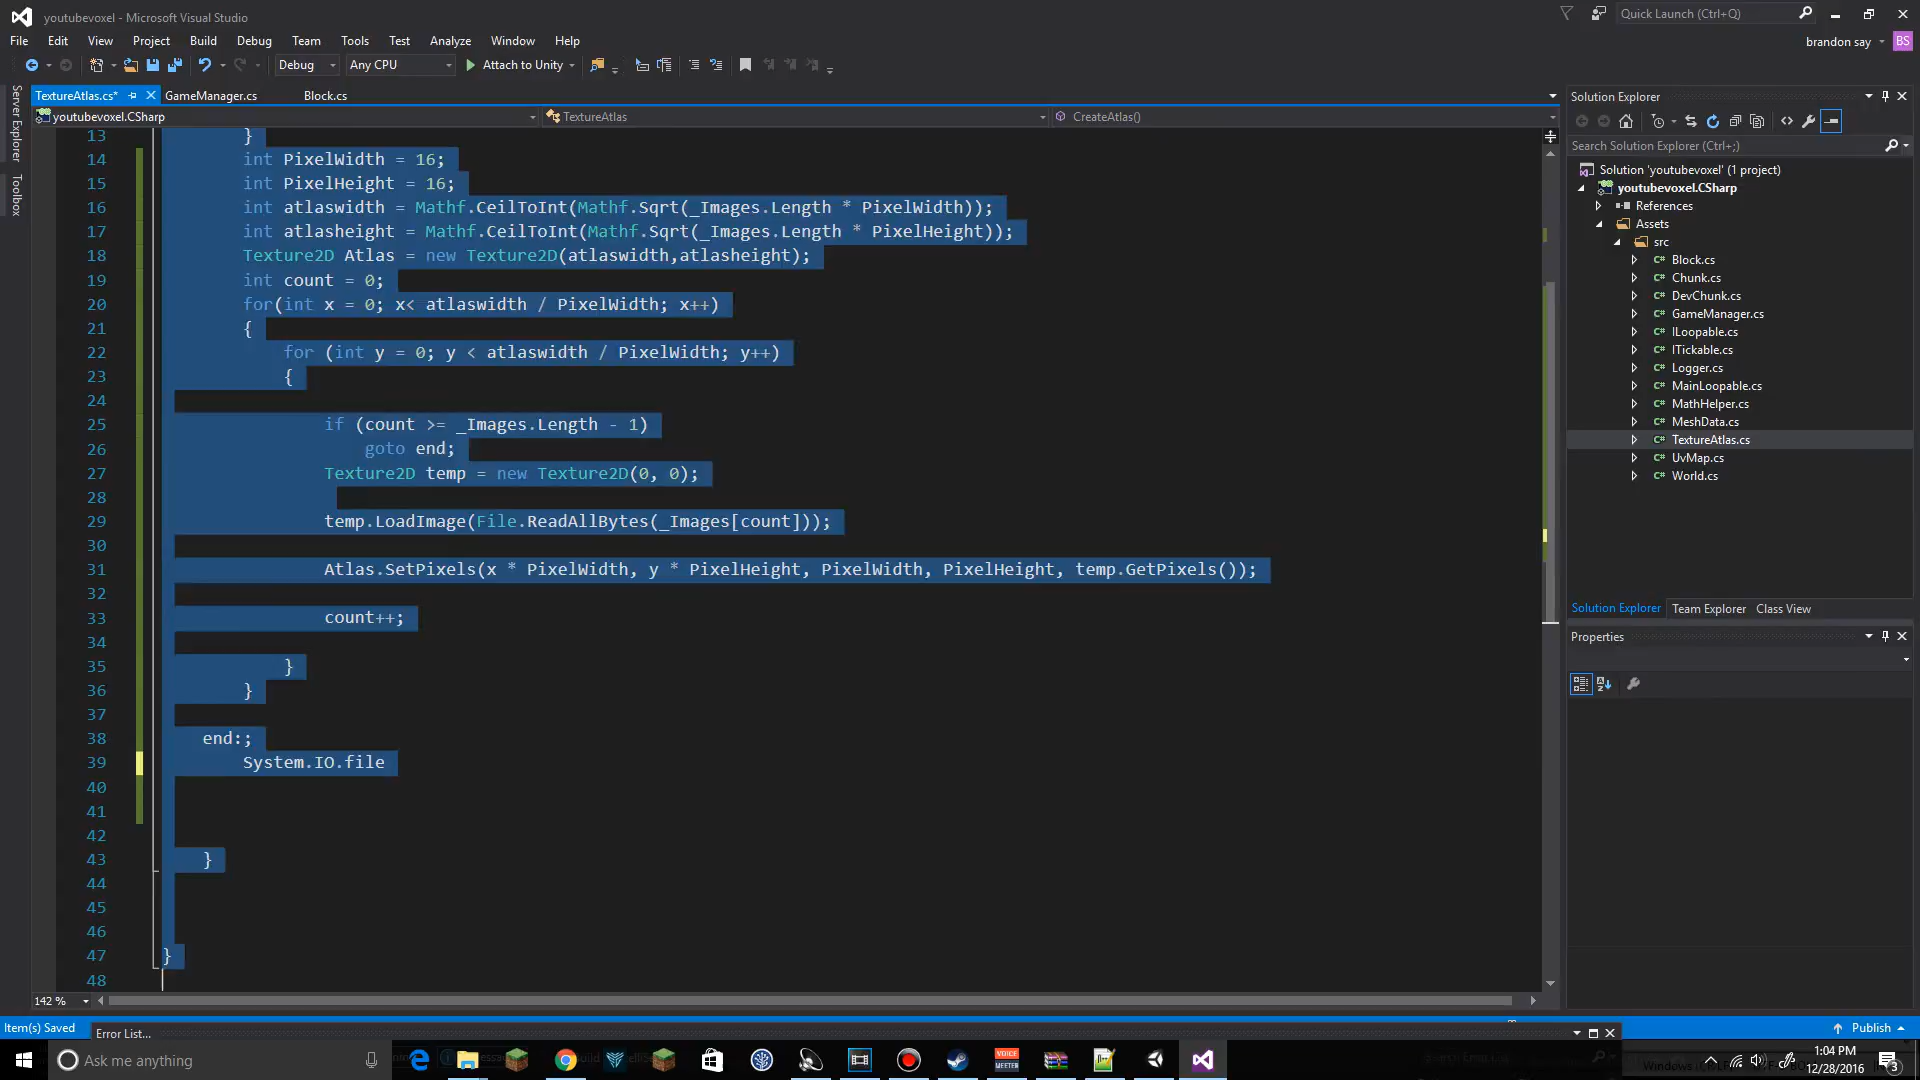 youtubevoxel - Microsoft Visual Studio
Quick Launch (Ctrl+Q)
File Edit View Project Build Debug Team Tools Test Analyze Window Help
brandon say BS
Debug Any CPU Attach to Unity
Server Explorer
Toolbox
TextureAtlas.cs* GameManager.cs Block.cs
youtubevoxel.CSharp TextureAtlas CreateAtlas()
13 }
14 int PixelWidth = 16;
15 int PixelHeight = 16;
16 int atlaswidth = Mathf.CeilToInt(Mathf.Sqrt(_Images.Length * PixelWidth));
17 int atlasheight = Mathf.CeilToInt(Mathf.Sqrt(_Images.Length * PixelHeight));
18 Texture2D Atlas = new Texture2D(atlaswidth,atlasheight);
19 int count = 0;
20 for(int x = 0; x< atlaswidth / PixelWidth; x++)
21 {
22 for (int y = 0; y < atlaswidth / PixelWidth; y++)
23 {
24
25 if (count >= _Images.Length - 1)
26 goto end;
27 Texture2D temp = new Texture2D(0, 0);
28
29 temp.LoadImage(File.ReadAllBytes(_Images[count]));
30
31 Atlas.SetPixels(x * PixelWidth, y * PixelHeight, PixelWidth, PixelHeight, temp.GetPixels());
32
33 count++;
34
35 }
36 }
37
38 end:;
39 System.IO.file
40
41
42
43 }
44
45
46
47 }
48
142 %
Solution Explorer
Search Solution Explorer (Ctrl+;)
Solution 'youtubevoxel' (1 project)
youtubevoxel.CSharp
References
Assets
src
C# Block.cs
C# Chunk.cs
C# DevChunk.cs
C# GameManager.cs
C# ILoopable.cs
C# ITickable.cs
C# Logger.cs
C# MainLoopable.cs
C# MathHelper.cs
C# MeshData.cs
C# TextureAtlas.cs
C# UvMap.cs
C# World.cs
Solution Explorer Team Explorer Class View
Properties
Item(s) Saved
Error List...
Publish
Ask me anything
VOICE MEETER
1:04 PM
12/28/2016
3